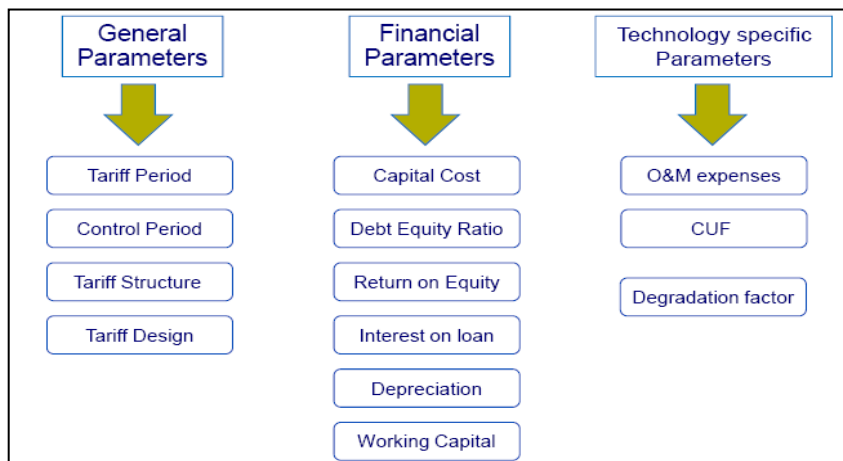 General
Parameters
Tariff Period
Control Period
Tariff Structure
Tariff Design
Financial
Parameters
Capital Cost
Debt Equity Ratio
Return on Equity
Interest on loan
Depreciation
Working Capital
Technology specific
Parameters
O&M expenses
CUF
Degradation factor